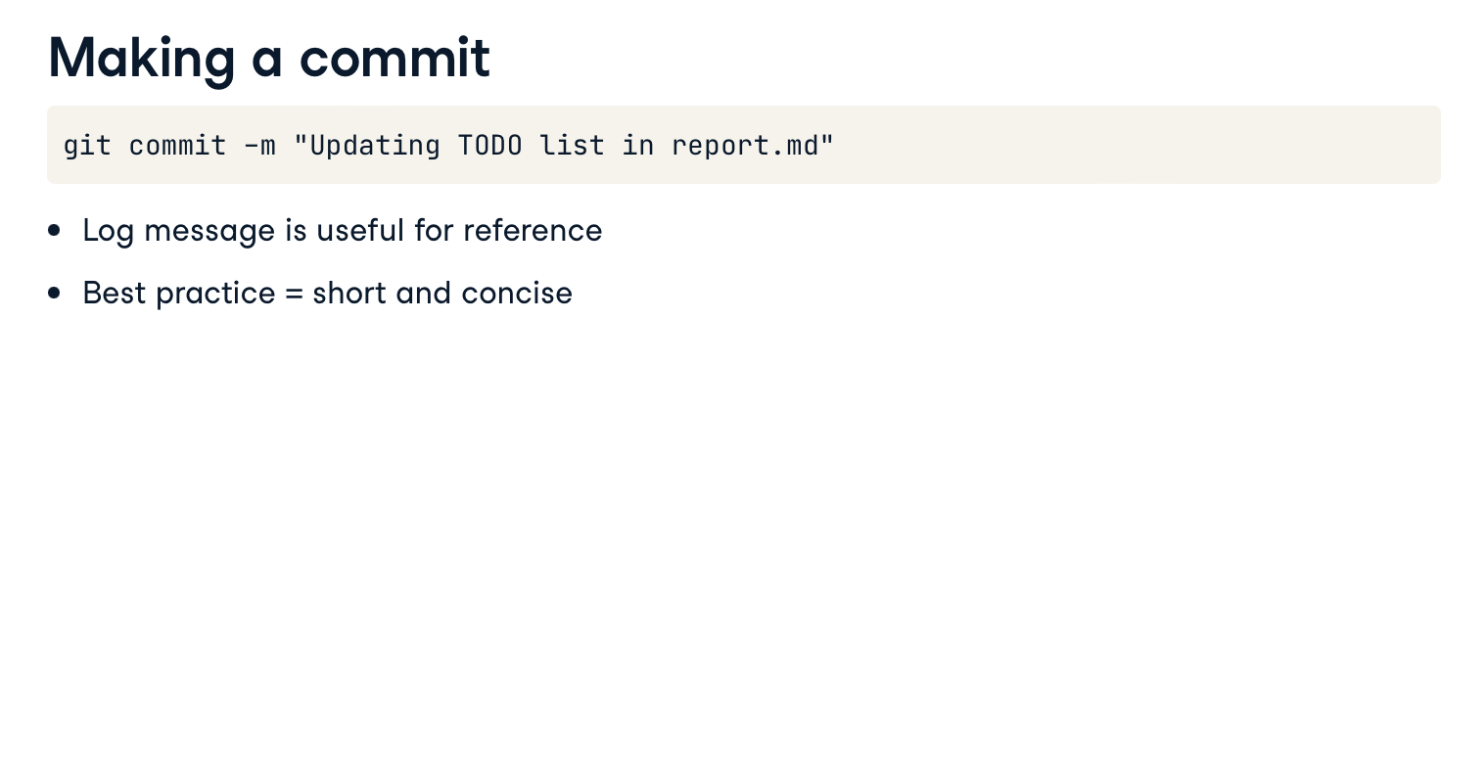 Making a commit
git commit -m "Updating TODO list in report.md"
• Log message is useful for reference
• Best practice = short and concise